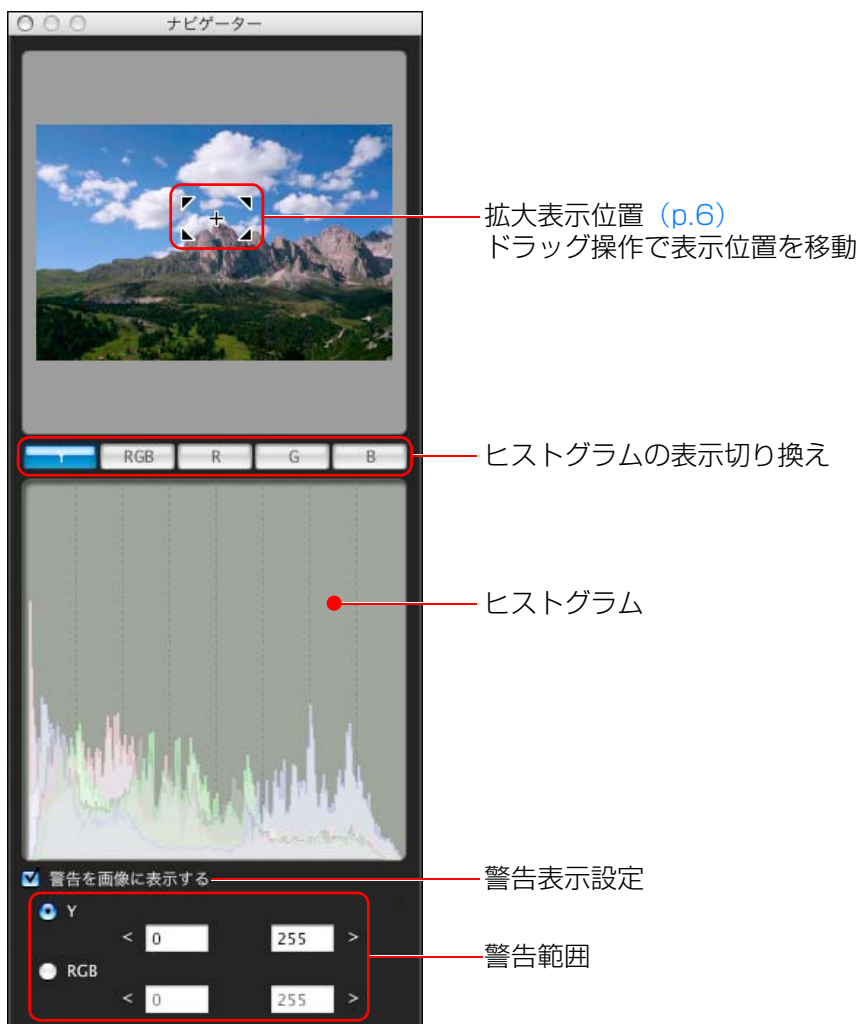 ナビゲーター
拡大表示位置（p.6）
ドラッグ操作で表示位置を移動
Y RGB R G B
ヒストグラムの表示切り換え
ヒストグラム
警告を画像に表示する
警告表示設定
Y
< 0 255 >
警告範囲
RGB
< 0 255 >